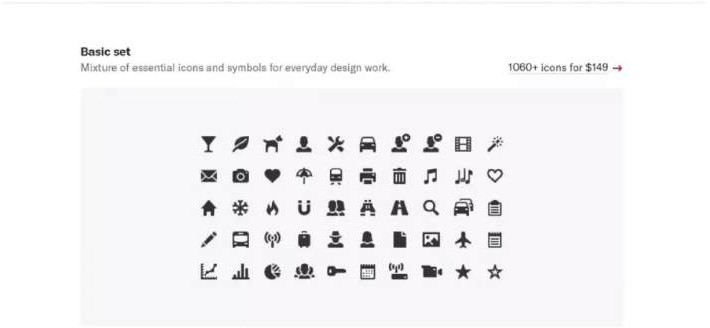 Basic set
Mixture of essential icons and symbols for everyday design work.
1060+ icons for $149 →